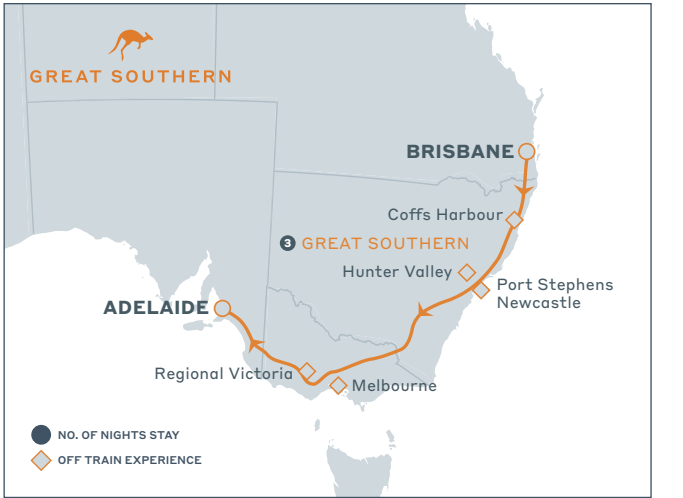 GREAT SOUTHERN
BRISBANE
Coffs Harbour
3 GREAT SOUTHERN
Hunter Valley
Port Stephens
Newcastle
ADELAIDE
Regional Victoria
Melbourne
NO. OF NIGHTS STAY
OFF TRAIN EXPERIENCE